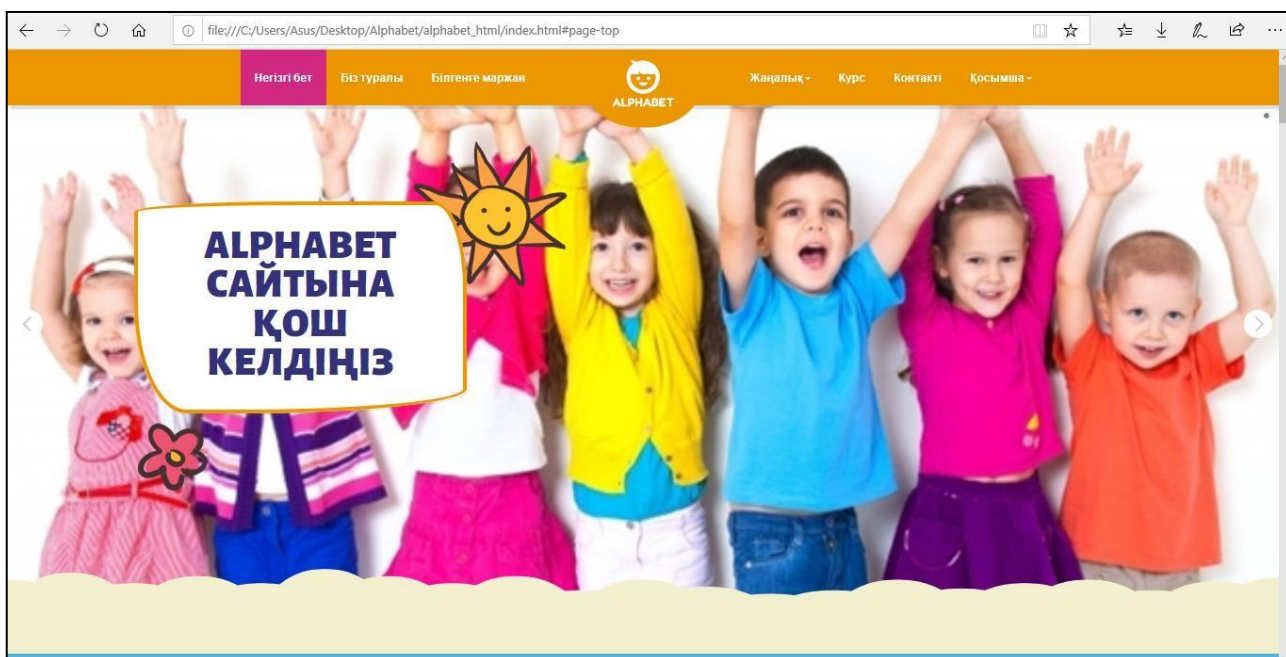 file:///C:/Users/Asus/Desktop/Alphabet/alphabet_html/index.html#page-top
Негізгі бет Біз туралы Білгенге маржан ALPHABET Жаңалық Курс Контакті Қосымша
ALPHABET
САЙТЫНА
ҚОШ
КЕЛДІҢІЗ